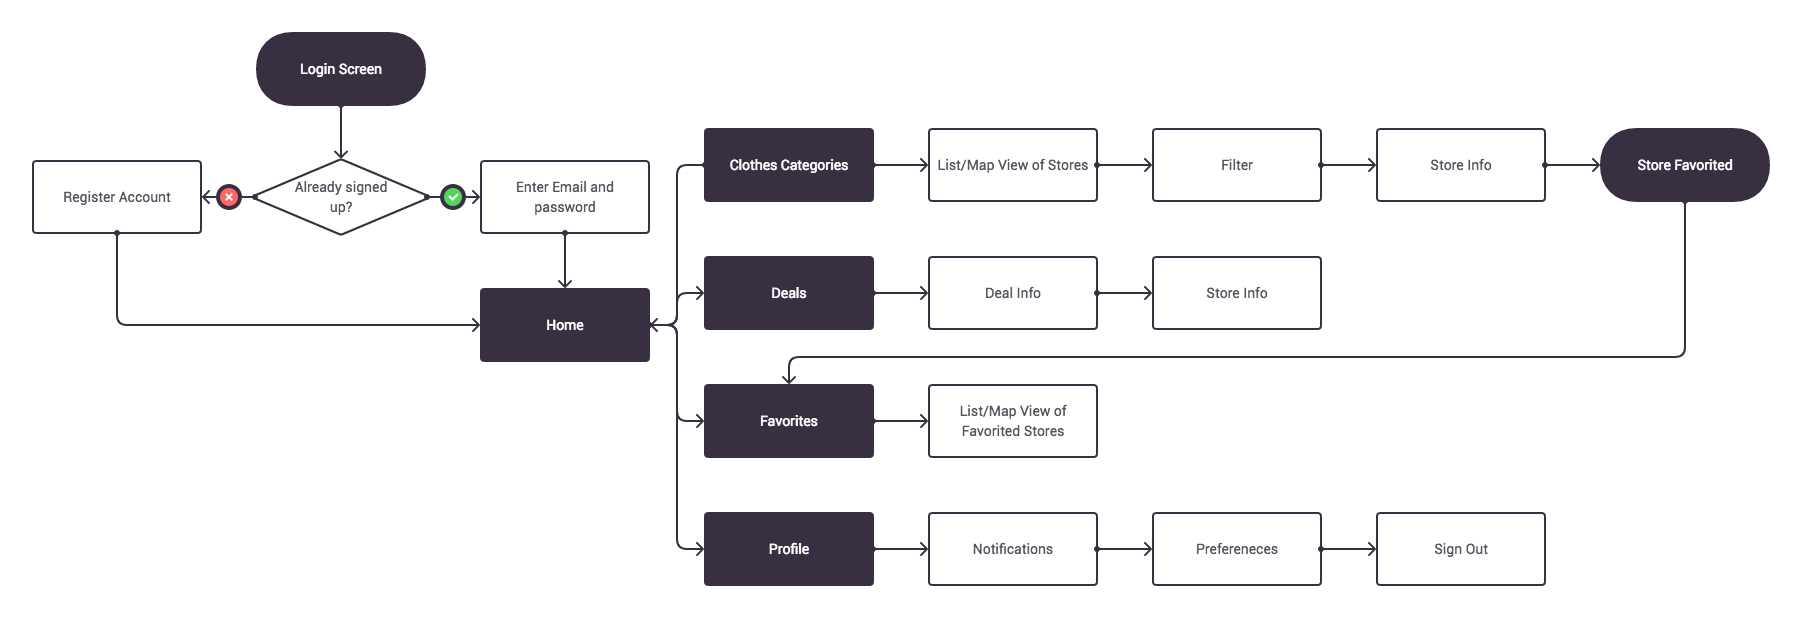 Login Screen
Already signed
up?
Register Account
Enter Email and
password
Home
Clothes Categories
List/Map View of Stores
Filter
Store Info
Store Favorited
Deals
Deal Info
Store Info
Favorites
List/Map View of
Favorited Stores
Profile
Notifications
Prefereneces
Sign Out